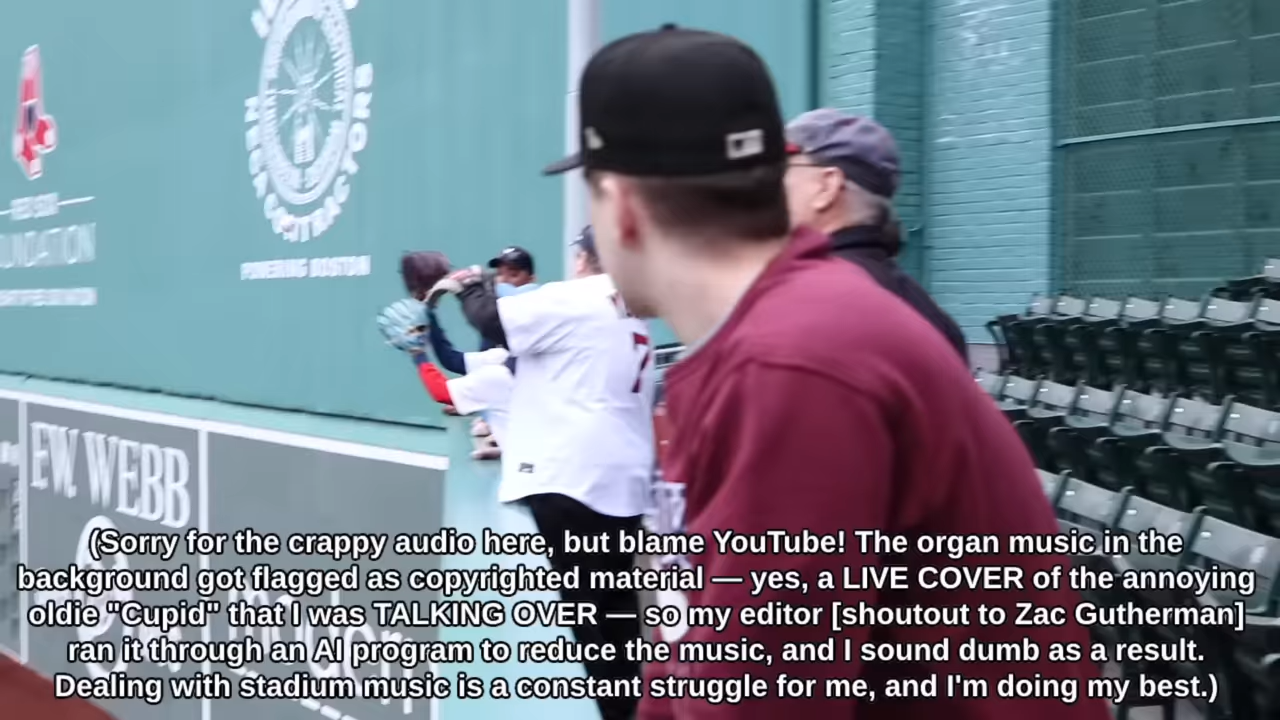 POWERING BOSTON
F.W. WEBB
7
(Sorry for the crappy audio here, but blame YouTube! The organ music in the
background got flagged as copyrighted material — yes, a LIVE COVER of the annoying
oldie "Cupid" that I was TALKING OVER — so my editor [shoutout to Zac Gutherman]
ran it through an AI program to reduce the music, and I sound dumb as a result.
Dealing with stadium music is a constant struggle for me, and I'm doing my best.)